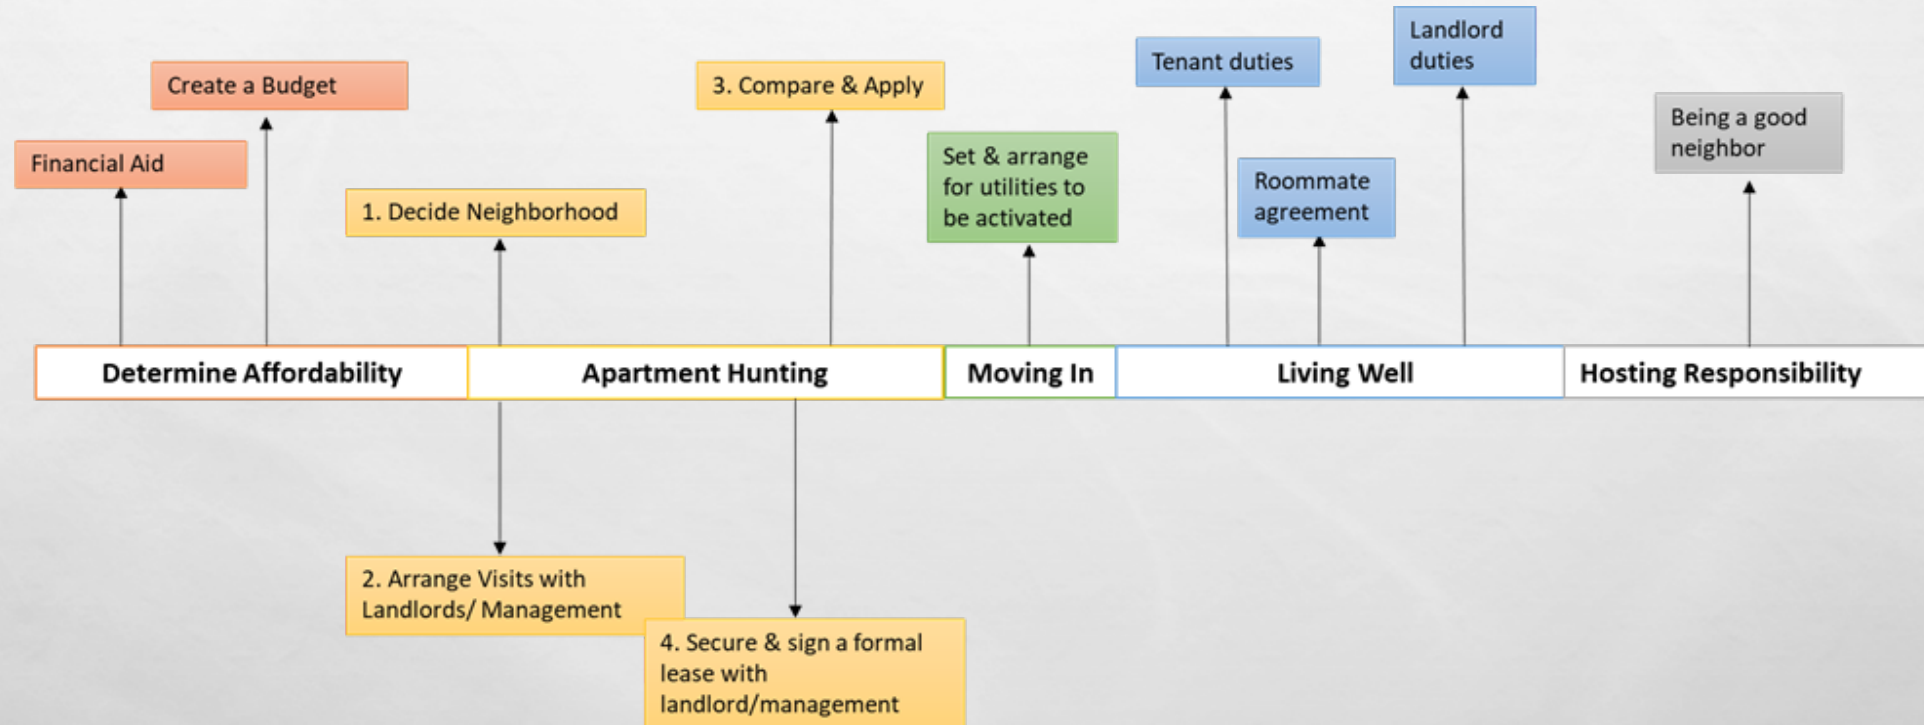 Financial Aid
Create a Budget
1. Decide Neighborhood
3. Compare & Apply
Set & arrange
for utilities to
be activated
Tenant duties
Roommate
agreement
Landlord
duties
Being a good
neighbor
Determine Affordability
Apartment Hunting
Moving In
Living Well
Hosting Responsibility
2. Arrange Visits with
Landlords/ Management
4. Secure & sign a formal
lease with
landlord/management